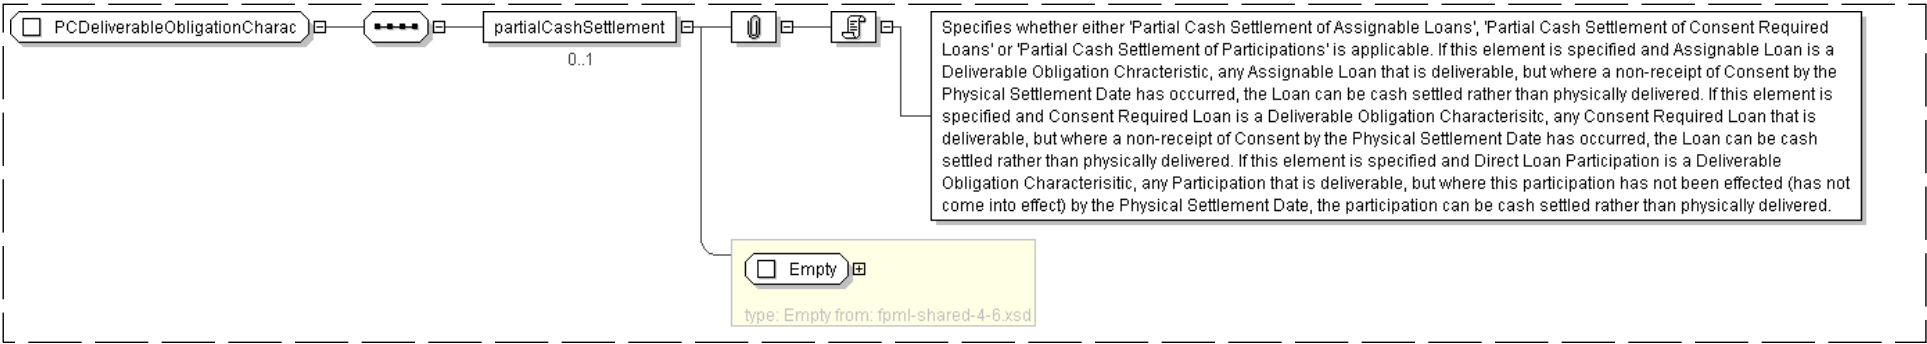 PCDeliverableObligationCharac
partialCashSettlement
0..1
Specifies whether either 'Partial Cash Settlement of Assignable Loans', 'Partial Cash Settlement of Consent Required
Loans' or 'Partial Cash Settlement of Participations' is applicable. If this element is specified and Assignable Loan is a
Deliverable Obligation Chracteristic, any Assignable Loan that is deliverable, but where a non-receipt of Consent by the
Physical Settlement Date has occurred, the Loan can be cash settled rather than physically delivered. If this element is
specified and Consent Required Loan is a Deliverable Obligation Characterisitc, any Consent Required Loan that is
deliverable, but where a non-receipt of Consent by the Physical Settlement Date has occurred, the Loan can be cash
settled rather than physically delivered. If this element is specified and Direct Loan Participation is a Deliverable
Obligation Characterisitic, any Participation that is deliverable, but where this participation has not been effected (has not
come into effect) by the Physical Settlement Date, the participation can be cash settled rather than physically delivered.
Empty
type: Empty from: fpml-shared-4-6.xsd